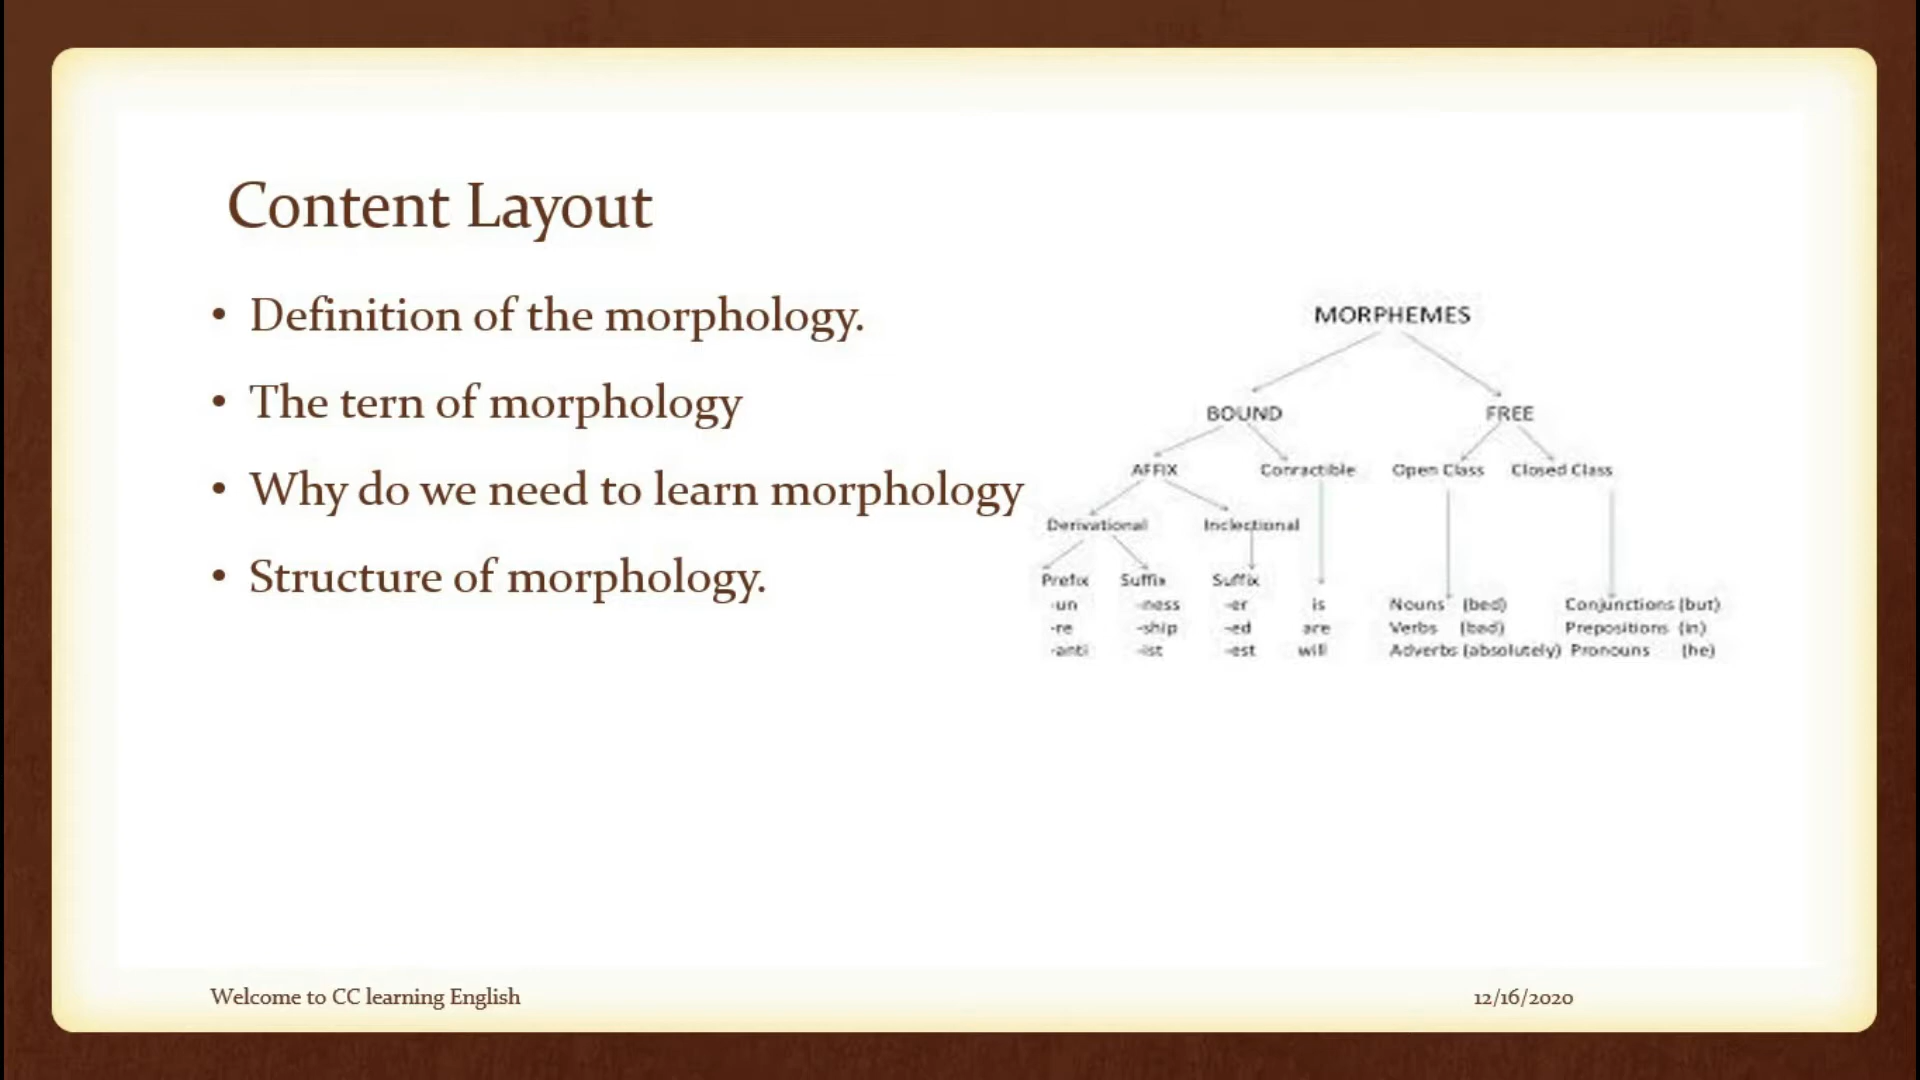 Content Layout
• Definition of the morphology.
• The tern of morphology
• Why do we need to learn morphology
• Structure of morphology.
MORPHEMES
BOUND FREE
AFFIX Conractible Open Class Closed Class
Derivational Inclectional
Prefix Suffix Suffix
-un -ness -er is Nouns (bed) Conjunctions (but)
-re -ship -ed are Verbs (bad) Prepositions (in)
-anti -ist -est will Adverbs (absolutely) Pronouns (he)
Welcome to CC learning English 12/16/2020